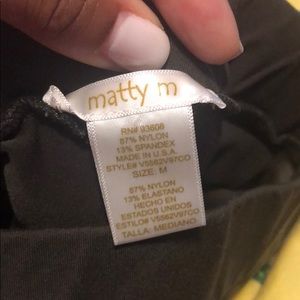 matty m
RN# 93606
87% NYLON
13% SPANDEX
MADE IN U.S.A.
STYLE# V5562V97CO
SIZE: M
87% NYLON
13% ELASTANO
HECHO EN
ESTADOS UNIDOS
ESTILO# V5562V97CO
TALLA: MEDIANO